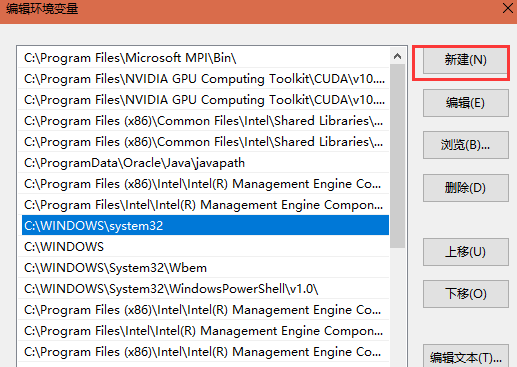 编辑环境变量
C:\Program Files\Microsoft MPI\Bin\
C:\Program Files\NVIDIA GPU Computing Toolkit\CUDA\v10....
C:\Program Files\NVIDIA GPU Computing Toolkit\CUDA\v10....
C:\Program Files (x86)\Common Files\Intel\Shared Libraries\...
C:\Program Files (x86)\Common Files\Intel\Shared Libraries\...
C:\ProgramData\Oracle\Java\javapath
C:\Program Files (x86)\Intel\Intel(R) Management Engine Co...
C:\Program Files\Intel\Intel(R) Management Engine Compon...
C:\WINDOWS\system32
C:\WINDOWS
C:\WINDOWS\System32\Wbem
C:\WINDOWS\System32\WindowsPowerShell\v1.0\
C:\Program Files (x86)\Intel\Intel(R) Management Engine Co...
C:\Program Files\Intel\Intel(R) Management Engine Compon...
C:\Program Files (x86)\Intel\Intel(R) Management Engine Co...
新建(N)
编辑(E)
浏览(B)...
删除(D)
上移(U)
下移(O)
编辑文本(T)...